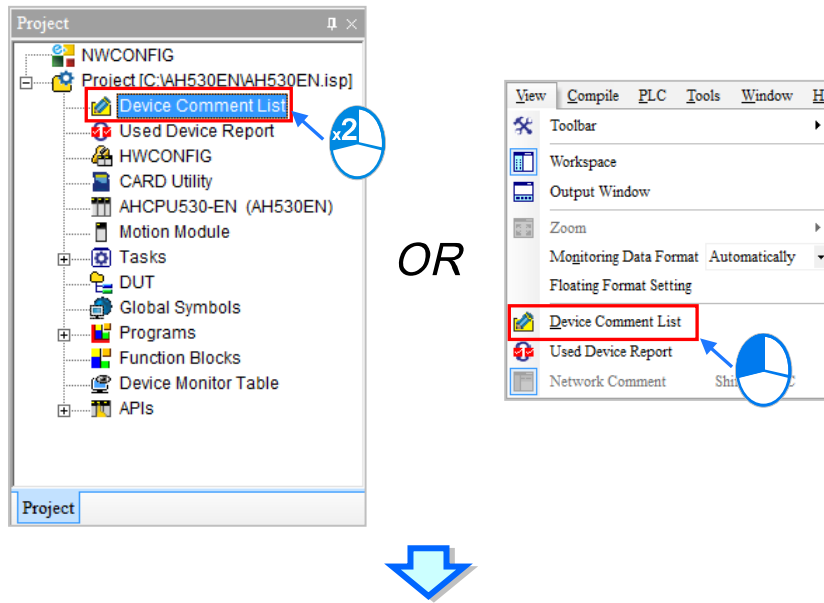 Project
NWCONFIG
Project [C:\AH530EN\AH530EN.isp]
Device Comment List
Used Device Report
HWCONFIG
CARD Utility
AHCPU530-EN (AH530EN)
Motion Module
Tasks
DUT
Global Symbols
Programs
Function Blocks
Device Monitor Table
APIs
Project
x2
OR
View Compile PLC Tools Window
Toolbar
Workspace
Output Window
Zoom
Monitoring Data Format Automatically
Floating Format Setting
Device Comment List
Used Device Report
Network Comment